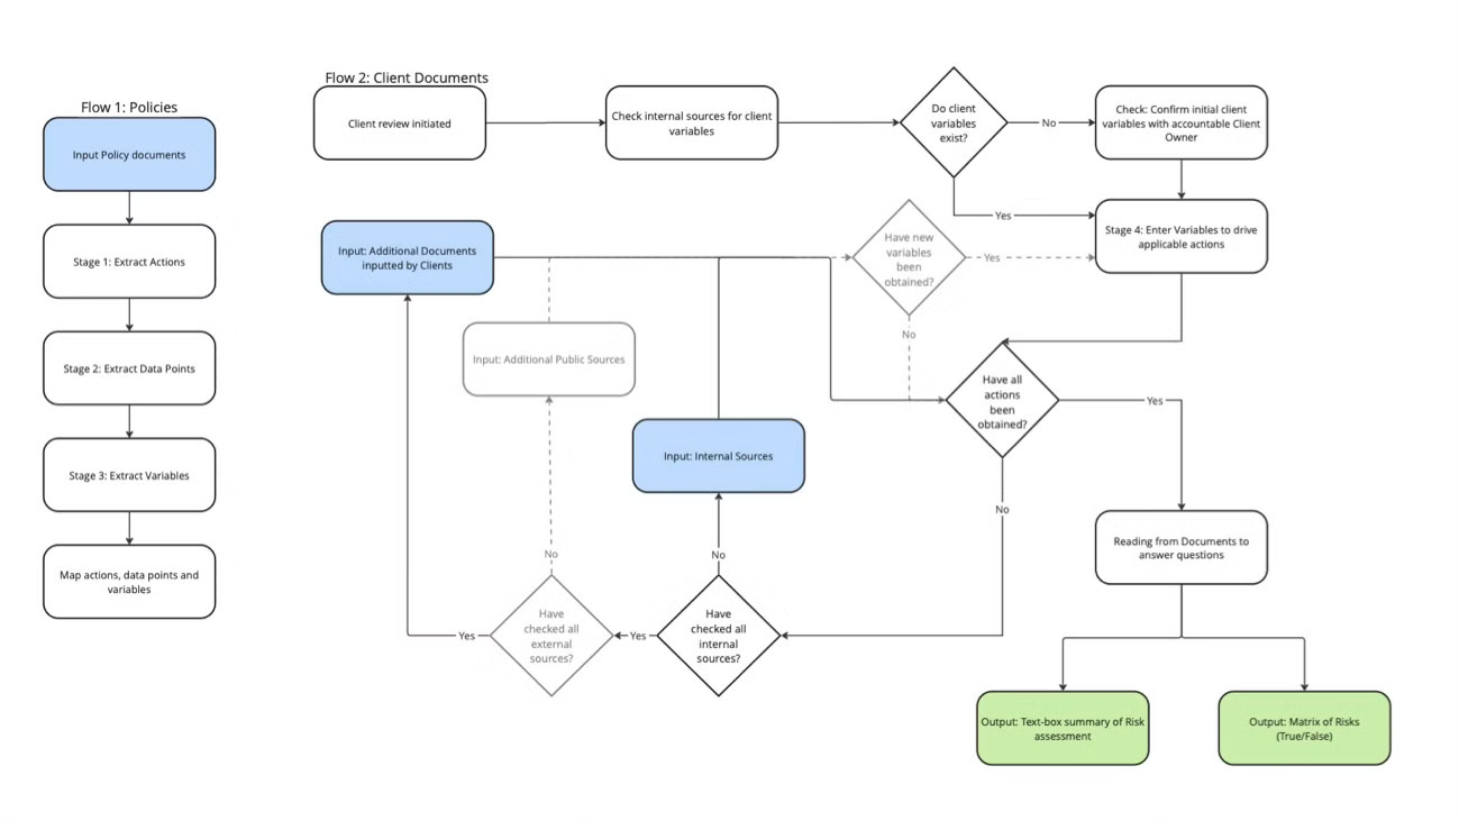 Flow 1: Policies
Input Policy documents
Stage 1: Extract Actions
Stage 2: Extract Data Points
Stage 3: Extract Variables
Map actions, data points and
variables
Flow 2: Client Documents
Client review initiated
Check internal sources for client
variables
Do client
variables
exist?
No
Check: Confirm initial client
variables with accountable Client
Owner
Yes
Stage 4: Enter Variables to drive
applicable actions
Input: Additional Documents
inputted by Clients
Have new
variables
been
obtained?
Yes
No
Input: Additional Public Sources
Have all
actions
been
obtained?
Yes
No
Input: Internal Sources
No
No
Have
checked all
external
sources?
Yes
Have
checked all
internal
sources?
Yes
Reading from Documents to
answer questions
Output: Text-box summary of Risk
assessment
Output: Matrix of Risks
(True/False)